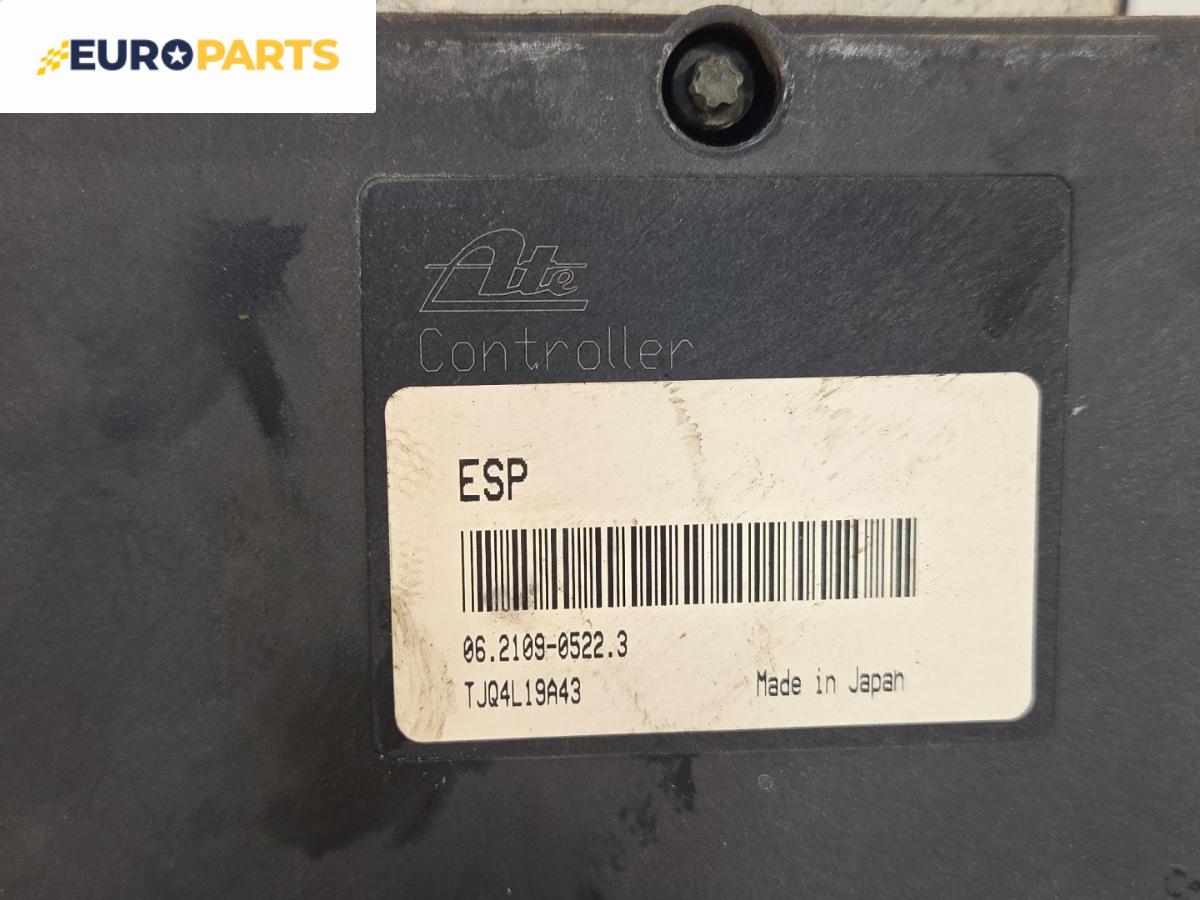 EUROPARTS
Ate
Controller
ESP
06.2109-0522.3
TJQ4L19A43
Made in Japan